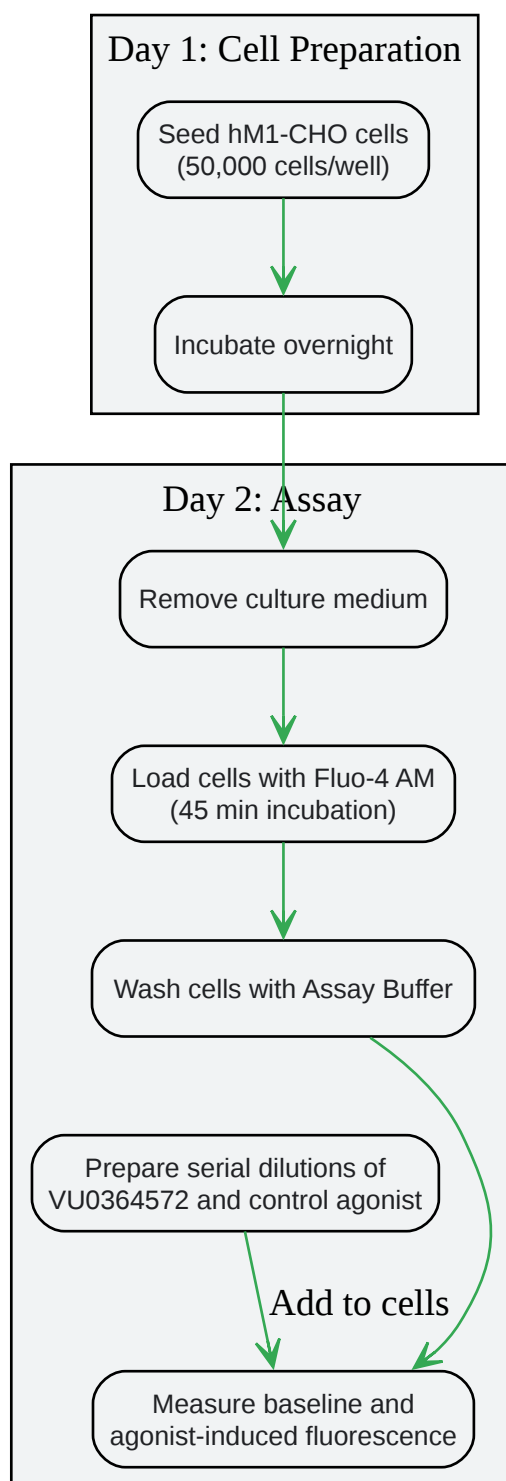 Day 1: Cell Preparation
Seed hM1-CHO cells
(50,000 cells/well)
Incubate overnight
Day 2: Assay
Remove culture medium
Load cells with Fluo-4 AM
(45 min incubation)
Wash cells with Assay Buffer
Prepare serial dilutions of
VU0364572 and control agonist
Add to cells
Measure baseline and
agonist-induced fluorescence